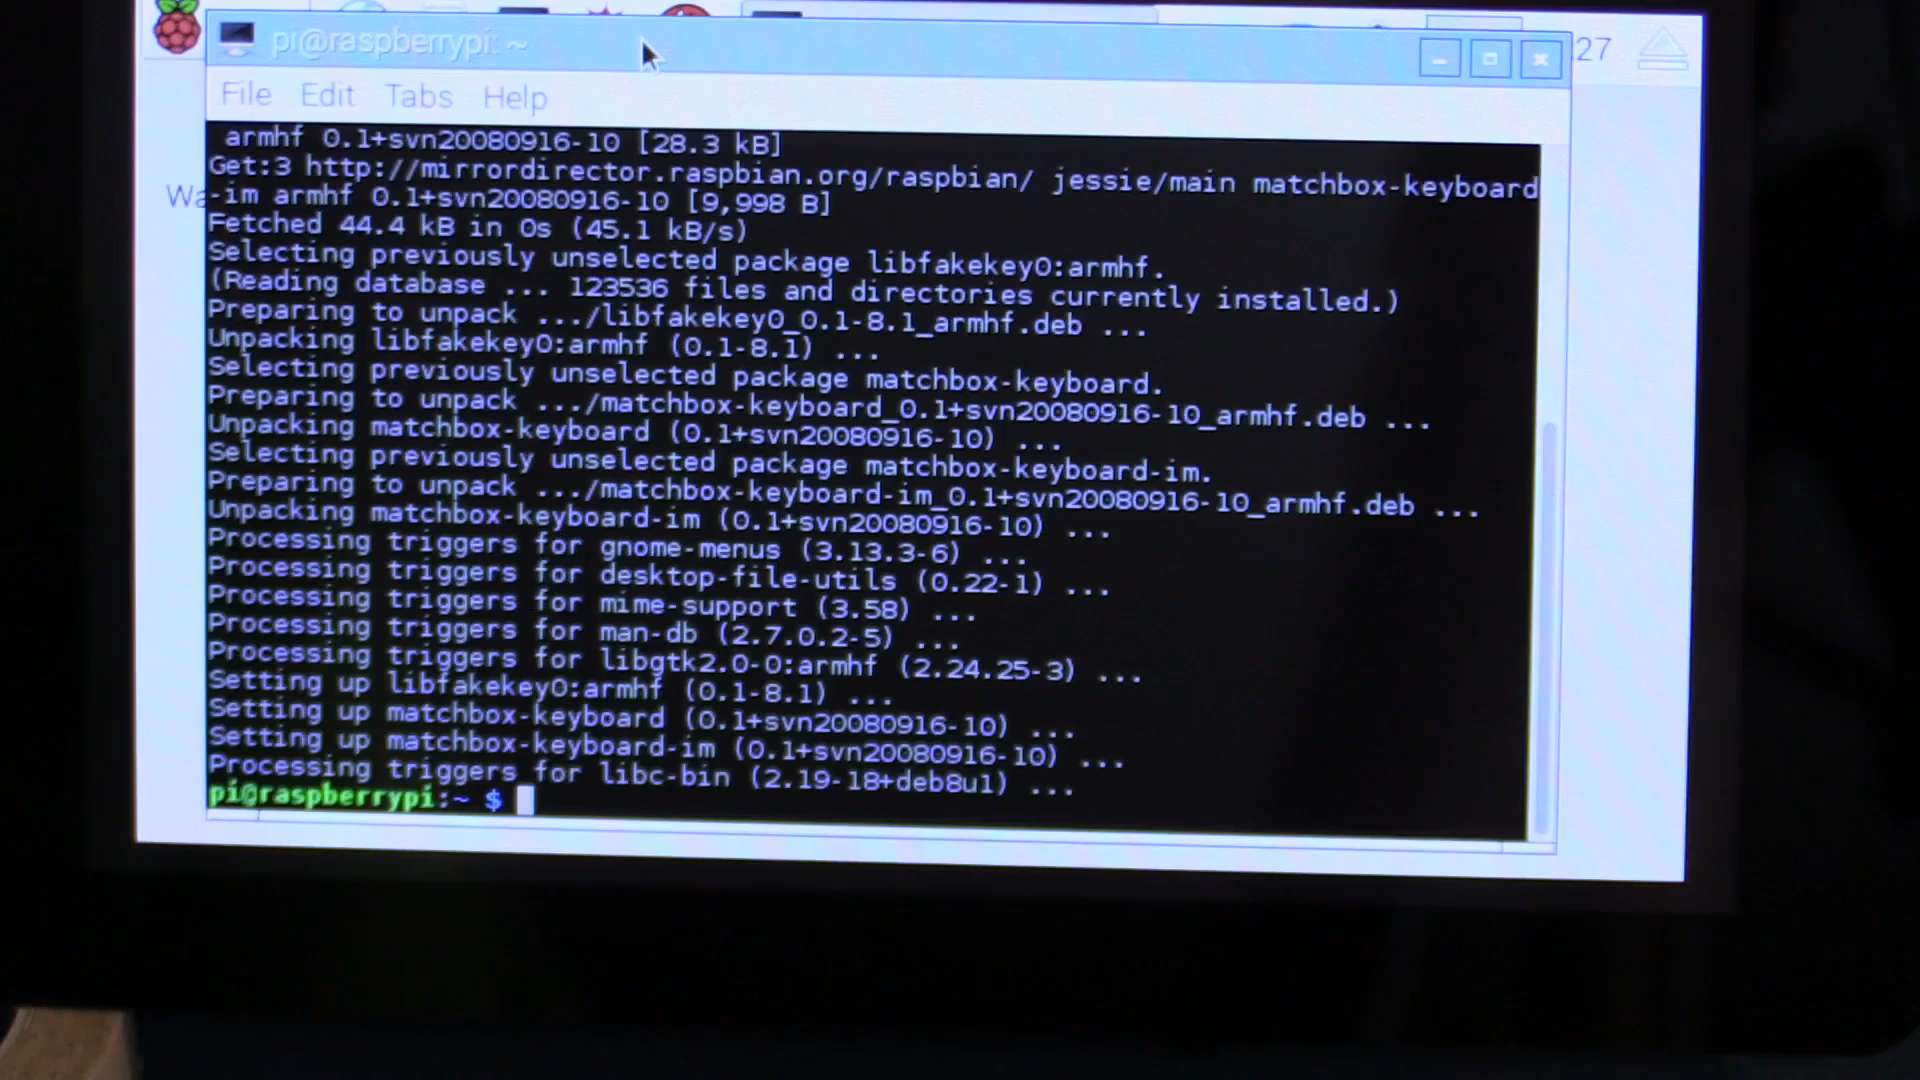 pi@raspberrypi: ~
:27
File Edit Tabs Help
Wa
 armhf 0.1+svn20080916-10 [28.3 kB]
Get:3 http://mirrordirector.raspbian.org/raspbian/ jessie/main matchbox-keyboard
-im armhf 0.1+svn20080916-10 [9,998 B]
Fetched 44.4 kB in 0s (45.1 kB/s)
Selecting previously unselected package libfakekey0:armhf.
(Reading database ... 123536 files and directories currently installed.)
Preparing to unpack .../libfakekey0_0.1-8.1_armhf.deb ...
Unpacking libfakekey0:armhf (0.1-8.1) ...
Selecting previously unselected package matchbox-keyboard.
Preparing to unpack .../matchbox-keyboard_0.1+svn20080916-10_armhf.deb ...
Unpacking matchbox-keyboard (0.1+svn20080916-10) ...
Selecting previously unselected package matchbox-keyboard-im.
Preparing to unpack .../matchbox-keyboard-im_0.1+svn20080916-10_armhf.deb ...
Unpacking matchbox-keyboard-im (0.1+svn20080916-10) ...
Processing triggers for gnome-menus (3.13.3-6) ...
Processing triggers for desktop-file-utils (0.22-1) ...
Processing triggers for mime-support (3.58) ...
Processing triggers for man-db (2.7.0.2-5) ...
Processing triggers for libgtk2.0-0:armhf (2.24.25-3) ...
Setting up libfakekey0:armhf (0.1-8.1) ...
Setting up matchbox-keyboard (0.1+svn20080916-10) ...
Setting up matchbox-keyboard-im (0.1+svn20080916-10) ...
Processing triggers for libc-bin (2.19-18+deb8u1) ...
pi@raspberrypi:~ $